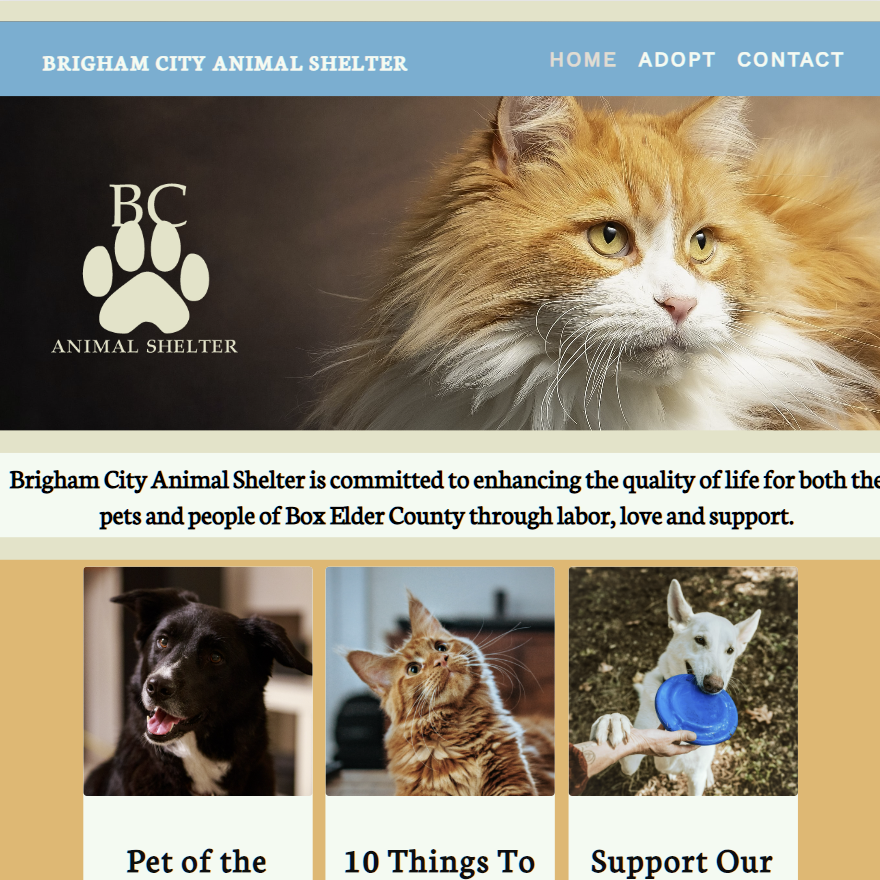 BRIGHAM CITY ANIMAL SHELTER
HOME ADOPT CONTACT
BC
ANIMAL SHELTER
Brigham City Animal Shelter is committed to enhancing the quality of life for both the
pets and people of Box Elder County through labor, love and support.
Pet of the
10 Things To
Support Our